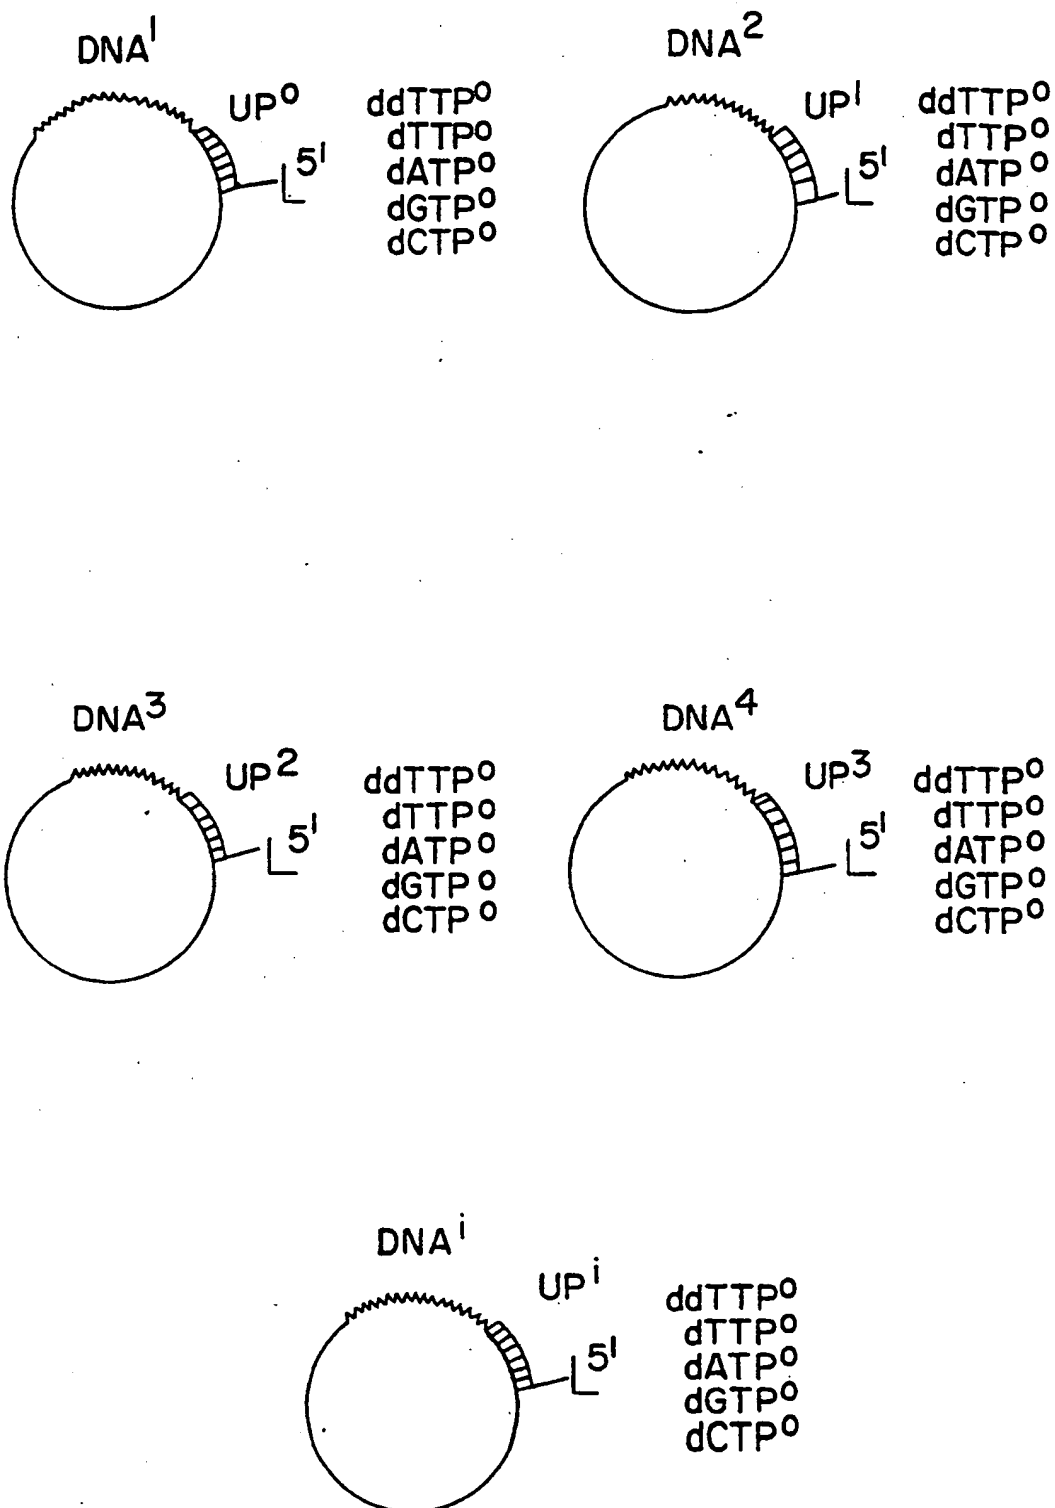 DNA¹
UP⁰
5'
ddTTP⁰
dTTP⁰
dATP⁰
dGTP⁰
dCTP⁰
DNA²
UP¹
5'
ddTTP⁰
dTTP⁰
dATP⁰
dGTP⁰
dCTP⁰
DNA³
UP²
5'
ddTTP⁰
dTTP⁰
dATP⁰
dGTP⁰
dCTP⁰
DNA⁴
UP³
5'
ddTTP⁰
dTTP⁰
dATP⁰
dGTP⁰
dCTP⁰
DNAⁱ
UPⁱ
5'
ddTTP⁰
dTTP⁰
dATP⁰
dGTP⁰
dCTP⁰